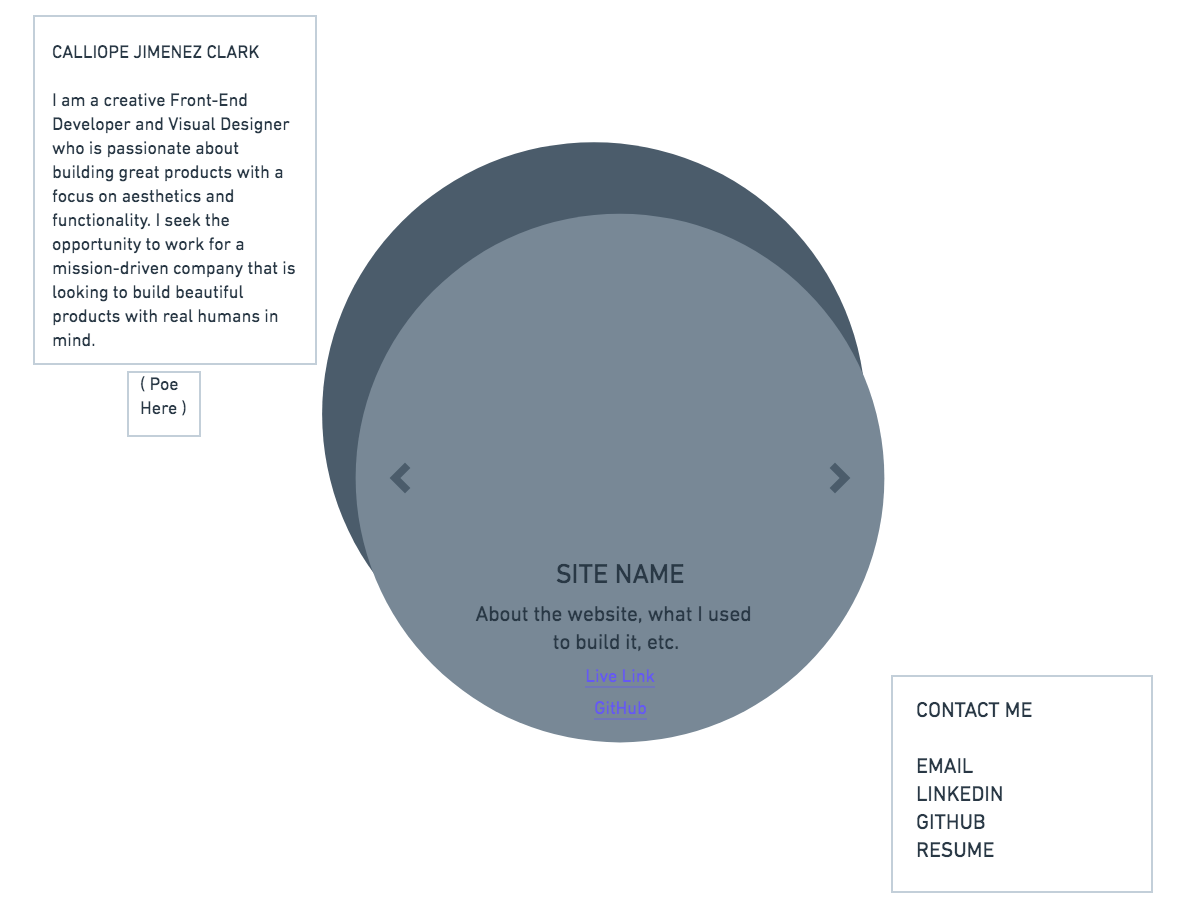 CALLIOPE JIMENEZ CLARK
I am a creative Front-End
Developer and Visual Designer
who is passionate about
building great products with a
focus on aesthetics and
functionality. I seek the
opportunity to work for a
mission-driven company that is
looking to build beautiful
products with real humans in
mind.
( Poe
Here )
SITE NAME
About the website, what I used
to build it, etc.
Live Link
GitHub
CONTACT ME
EMAIL
LINKEDIN
GITHUB
RESUME